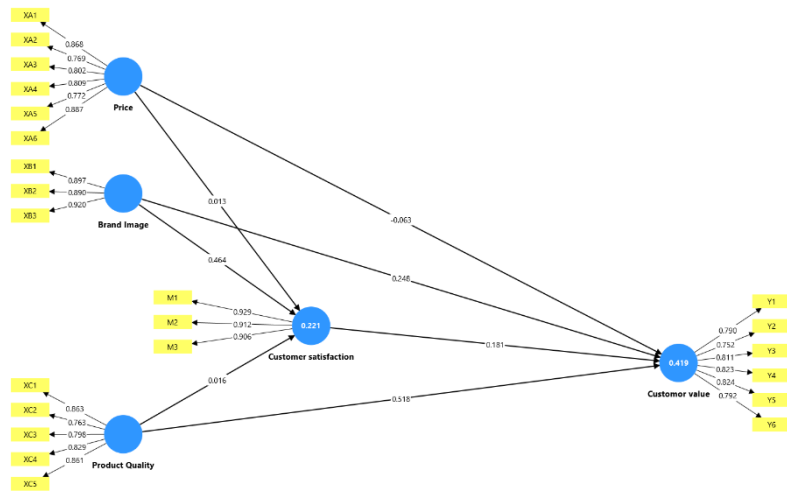 XA1
XA2
XA3
XA4
XA5
XA6
0.868
0.769
0.802
0.809
0.772
0.887
Price
XB1
XB2
XB3
0.897
0.890
0.920
Brand Image
0.013
-0.063
0.464
0.248
M1
M2
M3
0.929
0.912
0.906
0.221
Customer satisfaction
0.181
0.016
0.518
XC1
XC2
XC3
XC4
XC5
0.863
0.763
0.798
0.829
0.861
Product Quality
0.419
Customor value
0.790
0.752
0.811
0.823
0.824
0.792
Y1
Y2
Y3
Y4
Y5
Y6